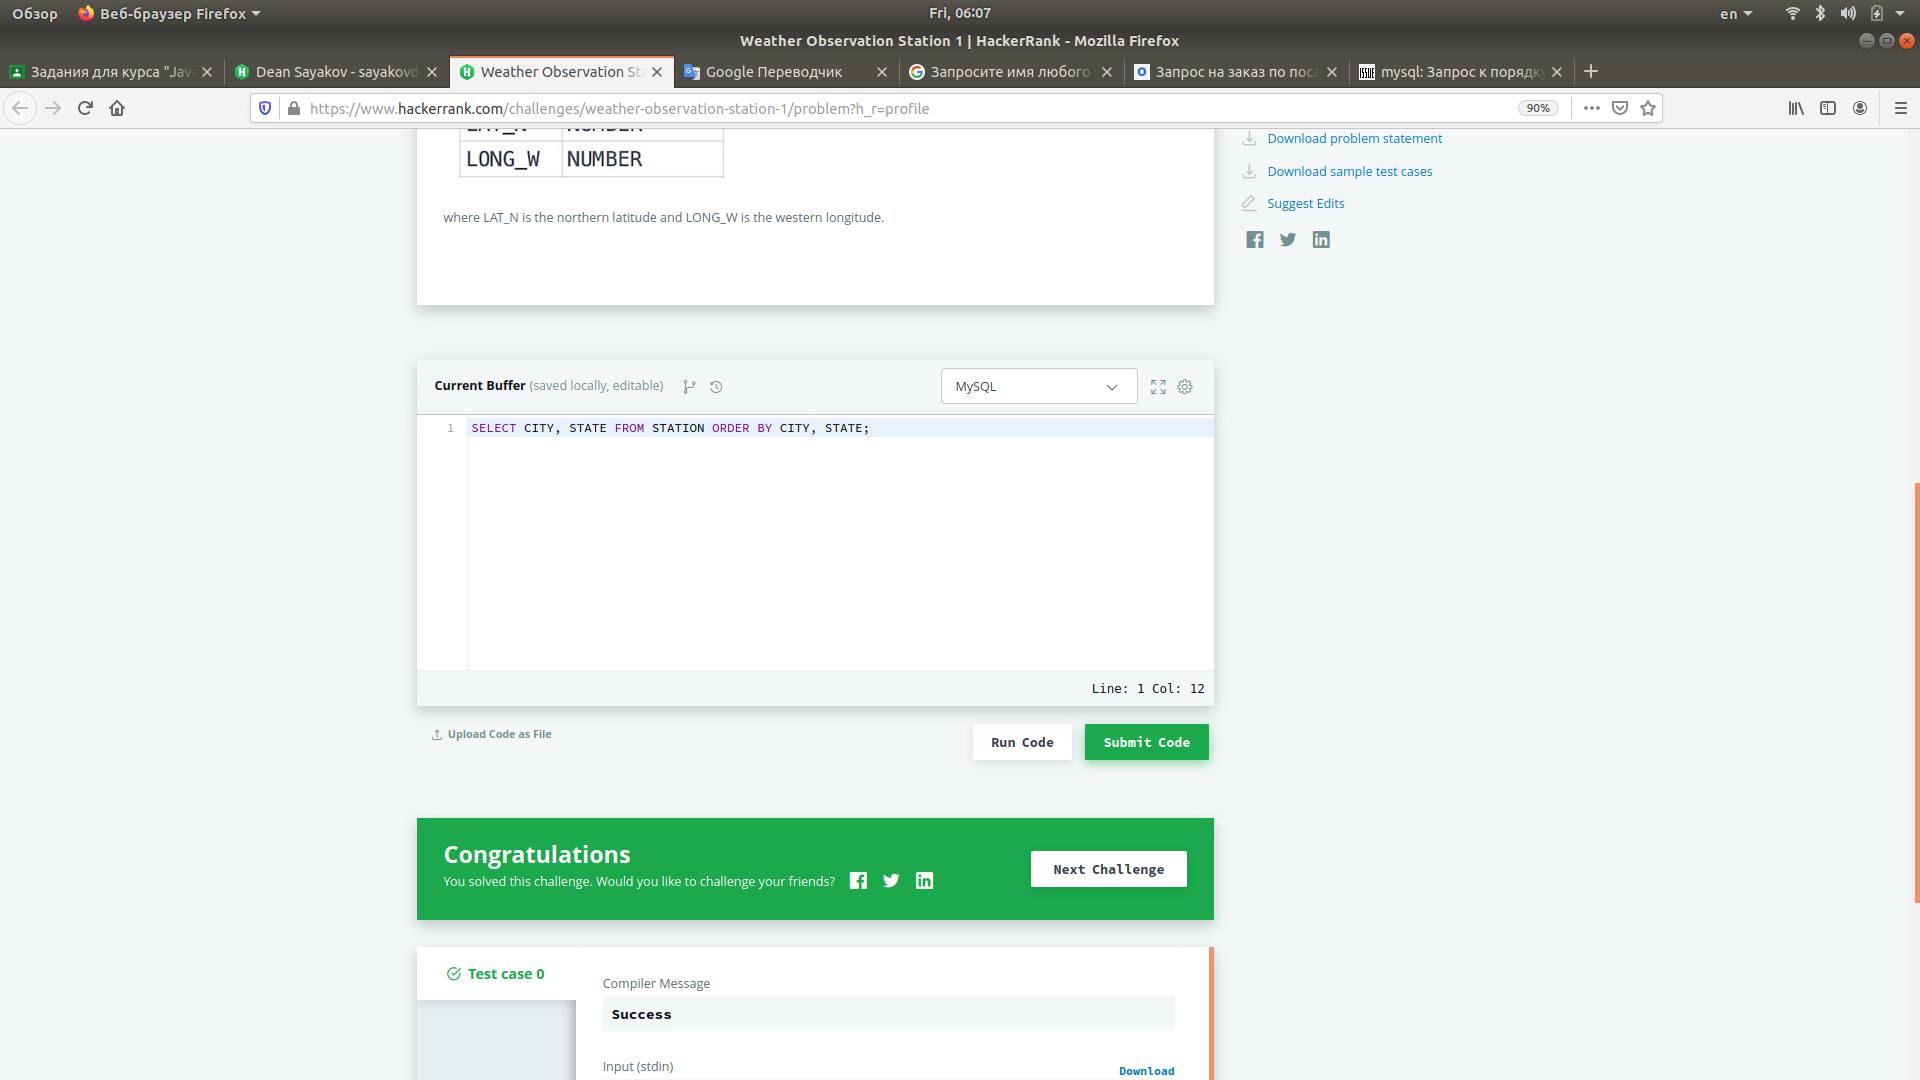 Обзор Веб-браузер Firefox Fri, 06:07 en
Weather Observation Station 1 | HackerRank - Mozilla Firefox
Задания для курса "Java Dean Sayakov - sayakovd Weather Observation Sta Google Переводчик Запросите имя любого Запрос на заказ по посл mysql: Запрос к порядку
https://www.hackerrank.com/challenges/weather-observation-station-1/problem?h_r=profile 90%
LAT_N NUMBER
LONG_W NUMBER
where LAT_N is the northern latitude and LONG_W is the western longitude.
Download problem statement
Download sample test cases
Suggest Edits
Current Buffer (saved locally, editable) MySQL
1 SELECT CITY, STATE FROM STATION ORDER BY CITY, STATE;
Line: 1 Col: 12
Upload Code as File Run Code Submit Code
Congratulations
You solved this challenge. Would you like to challenge your friends? Next Challenge
Test case 0
Compiler Message
Success
Input (stdin) Download